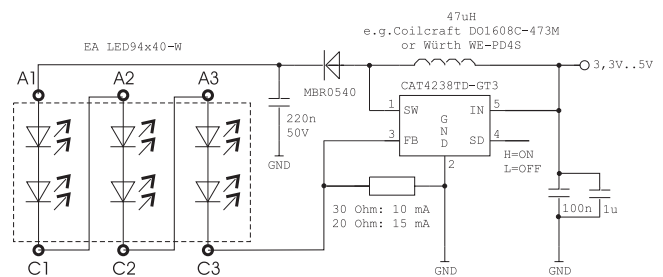 47uH
e.g.Coilcraft DO1608C-473M
or Würth WE-PD4S
EA LED94x40-W
3,3V..5V
A1
A2
A3
MBR0540
CAT4238TD-GT3
1
SW
IN
5
220n
50V
GND
3
FB
GND
SD
4
H=ON
L=OFF
2
GND
30 Ohm: 10 mA
20 Ohm: 15 mA
100n
1u
C1
C2
C3
GND
GND